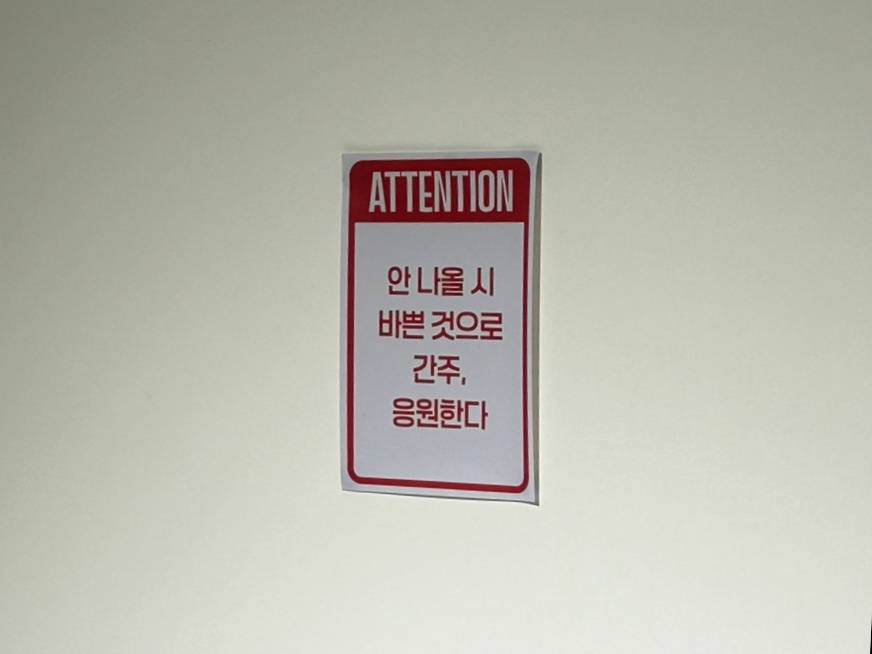 ATTENTION
안 나올 시
바쁜 것으로
간주,
응원한다